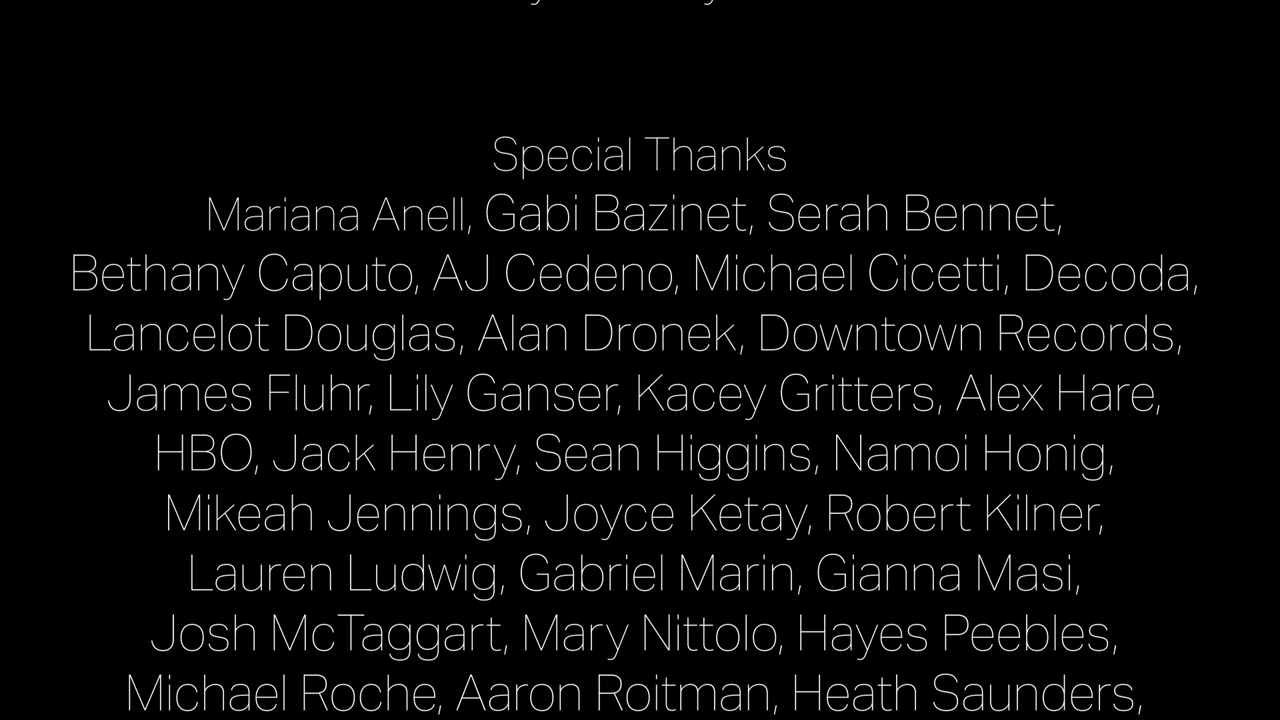 Special Thanks
Mariana Anell, Gabi Bazinet, Serah Bennet,
Bethany Caputo, AJ Cedeno, Michael Cicetti, Decoda,
Lancelot Douglas, Alan Dronek, Downtown Records,
James Fluhr, Lily Ganser, Kacey Gritters, Alex Hare,
HBO, Jack Henry, Sean Higgins, Namoi Honig,
Mikeah Jennings, Joyce Ketay, Robert Kilner,
Lauren Ludwig, Gabriel Marin, Gianna Masi,
Josh McTaggart, Mary Nittolo, Hayes Peebles,
Michael Roche, Aaron Roitman, Heath Saunders,